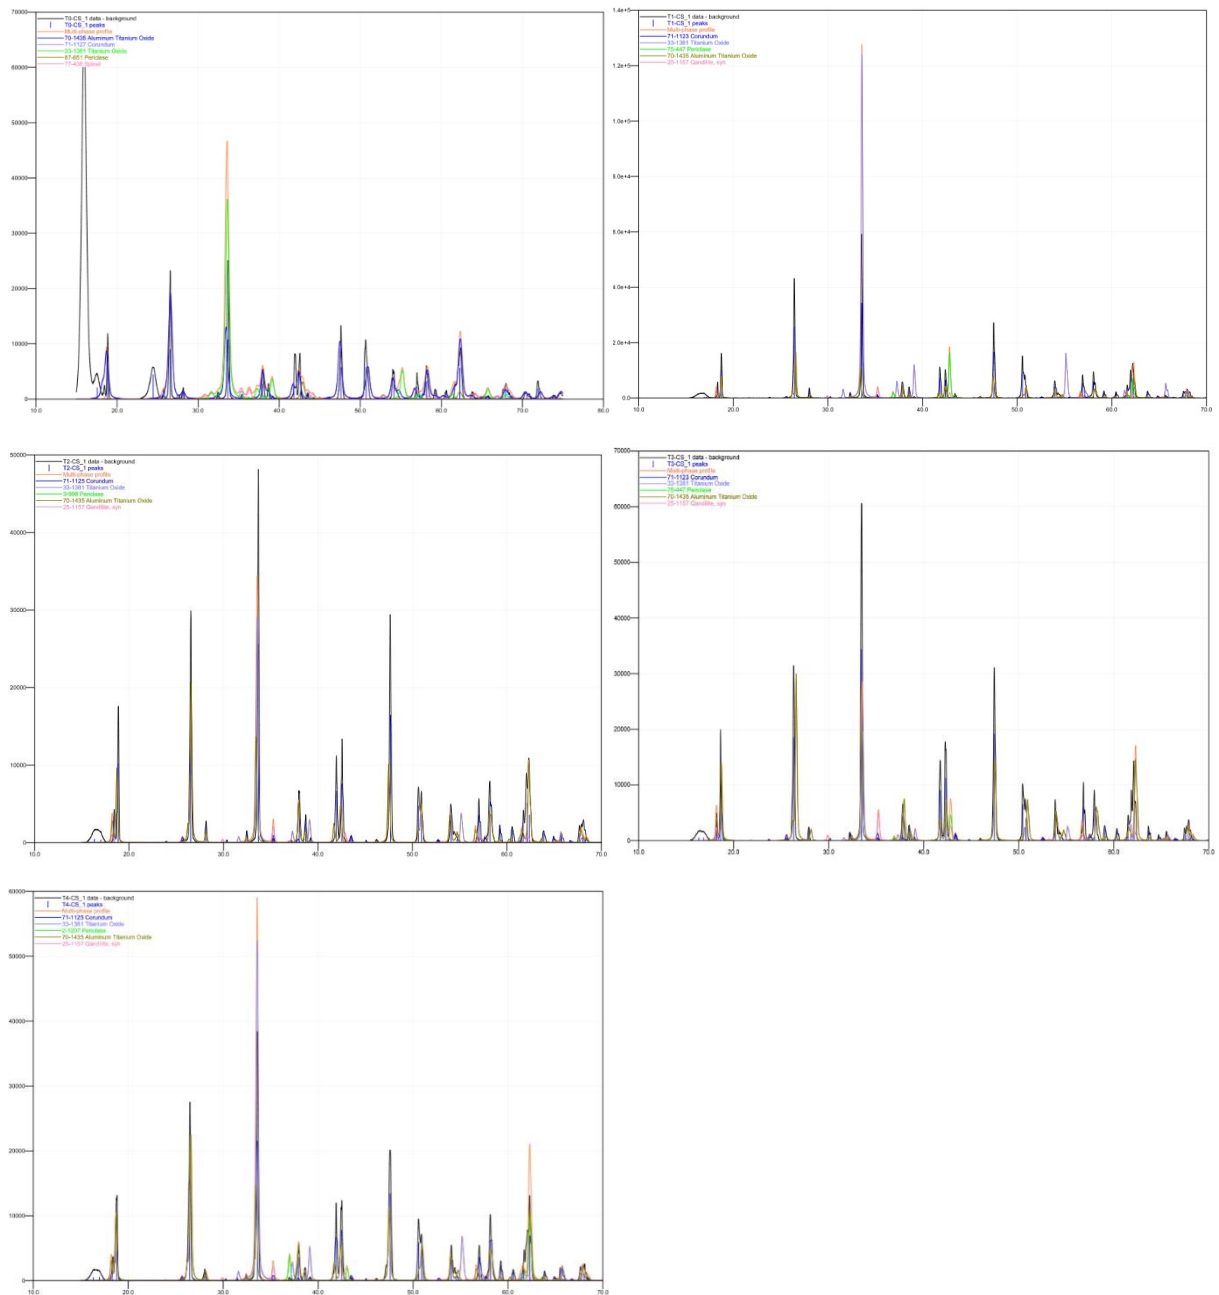 70000
60000
50000
40000
30000
20000
10000
0
10.0 20.0 30.0 40.0 50.0 60.0 70.0 80.0
T0-CS_1 data - background
T0-CS_1 peaks
Multi-phase profile
70-1435 Aluminum Titanium Oxide
71-1127 Corundum
33-1381 Titanium Oxide
87-651 Periclase
77-438 Spinel
1.4e+5
1.2e+5
1.0e+5
8.0e+4
6.0e+4
4.0e+4
2.0e+4
0.0
10.0 20.0 30.0 40.0 50.0 60.0 70.0
T1-CS_1 data - background
T1-CS_1 peaks
Multi-phase profile
71-1123 Corundum
33-1381 Titanium Oxide
75-447 Periclase
70-1435 Aluminum Titanium Oxide
25-1157 Qandilite, syn
50000
40000
30000
20000
10000
0
10.0 20.0 30.0 40.0 50.0 60.0 70.0
T2-CS_1 data - background
T2-CS_1 peaks
Multi-phase profile
71-1125 Corundum
33-1381 Titanium Oxide
3-998 Periclase
70-1435 Aluminum Titanium Oxide
25-1157 Qandilite, syn
70000
60000
50000
40000
30000
20000
10000
0
10.0 20.0 30.0 40.0 50.0 60.0 70.0
T3-CS_1 data - background
T3-CS_1 peaks
Multi-phase profile
71-1123 Corundum
33-1381 Titanium Oxide
75-447 Periclase
70-1435 Aluminum Titanium Oxide
25-1157 Qandilite, syn
60000
50000
40000
30000
20000
10000
0
10.0 20.0 30.0 40.0 50.0 60.0 70.0
T4-CS_1 data - background
T4-CS_1 peaks
Multi-phase profile
71-1125 Corundum
33-1381 Titanium Oxide
2-1207 Periclase
70-1435 Aluminum Titanium Oxide
25-1157 Qandilite, syn